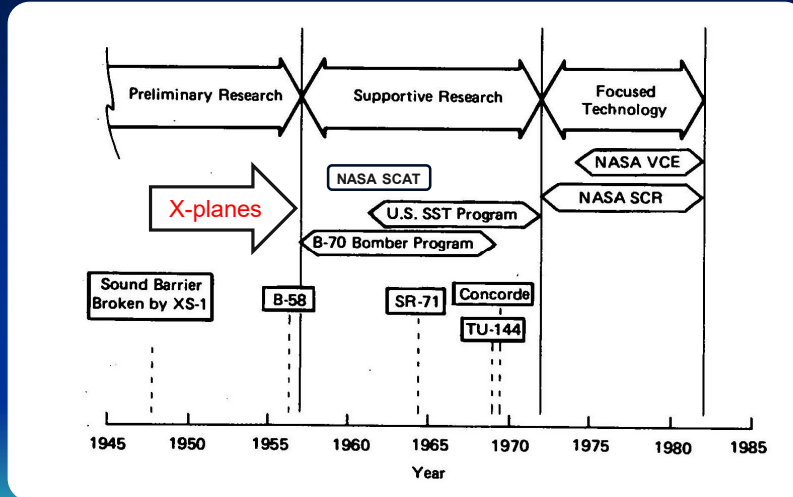 Preliminary Research
Supportive Research
Focused
Technology
NASA VCE
NASA SCAT
X-planes
NASA SCR
U.S. SST Program
B-70 Bomber Program
Sound Barrier
Broken by XS-1
B-58
SR-71
Concorde
TU-144
1945 1950 1955 1960 1965 1970 1975 1980 1985
Year